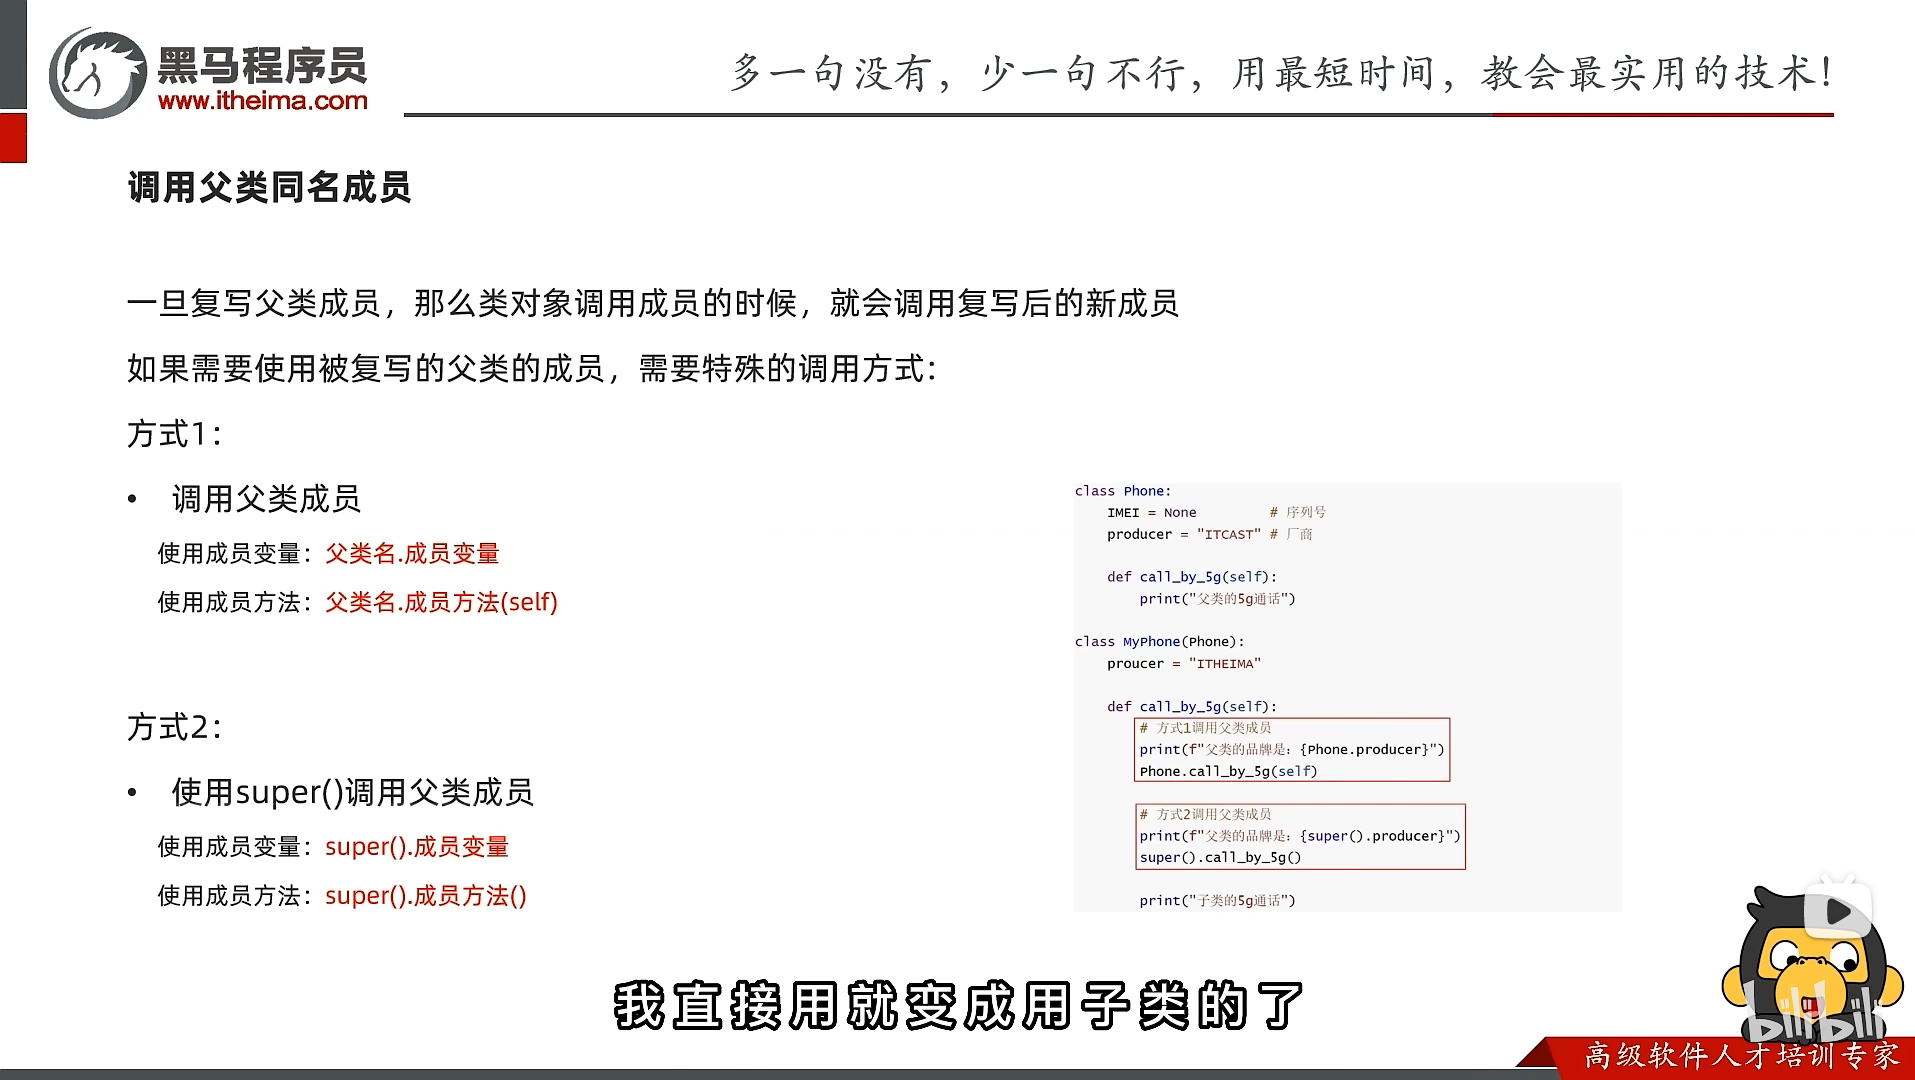 黑马程序员
www.itheima.com
多一句没有，少一句不行，用最短时间，教会最实用的技术！
调用父类同名成员
一旦复写父类成员，那么类对象调用成员的时候，就会调用复写后的新成员
如果需要使用被复写的父类的成员，需要特殊的调用方式：
方式1：
• 调用父类成员
使用成员变量：父类名.成员变量
使用成员方法：父类名.成员方法(self)
方式2：
• 使用super()调用父类成员
使用成员变量：super().成员变量
使用成员方法：super().成员方法()
class Phone:
    IMEI = None         # 序列号
    producer = "ITCAST" # 厂商
    def call_by_5g(self):
        print("父类的5g通话")
class MyPhone(Phone):
    proucer = "ITHEIMA"
    def call_by_5g(self):
        # 方式1调用父类成员
        print(f"父类的品牌是：{Phone.producer}")
        Phone.call_by_5g(self)
        # 方式2调用父类成员
        print(f"父类的品牌是：{super().producer}")
        super().call_by_5g()
        print("子类的5g通话")
我直接用就变成用子类的了
bilibili
高级软件人才培训专家